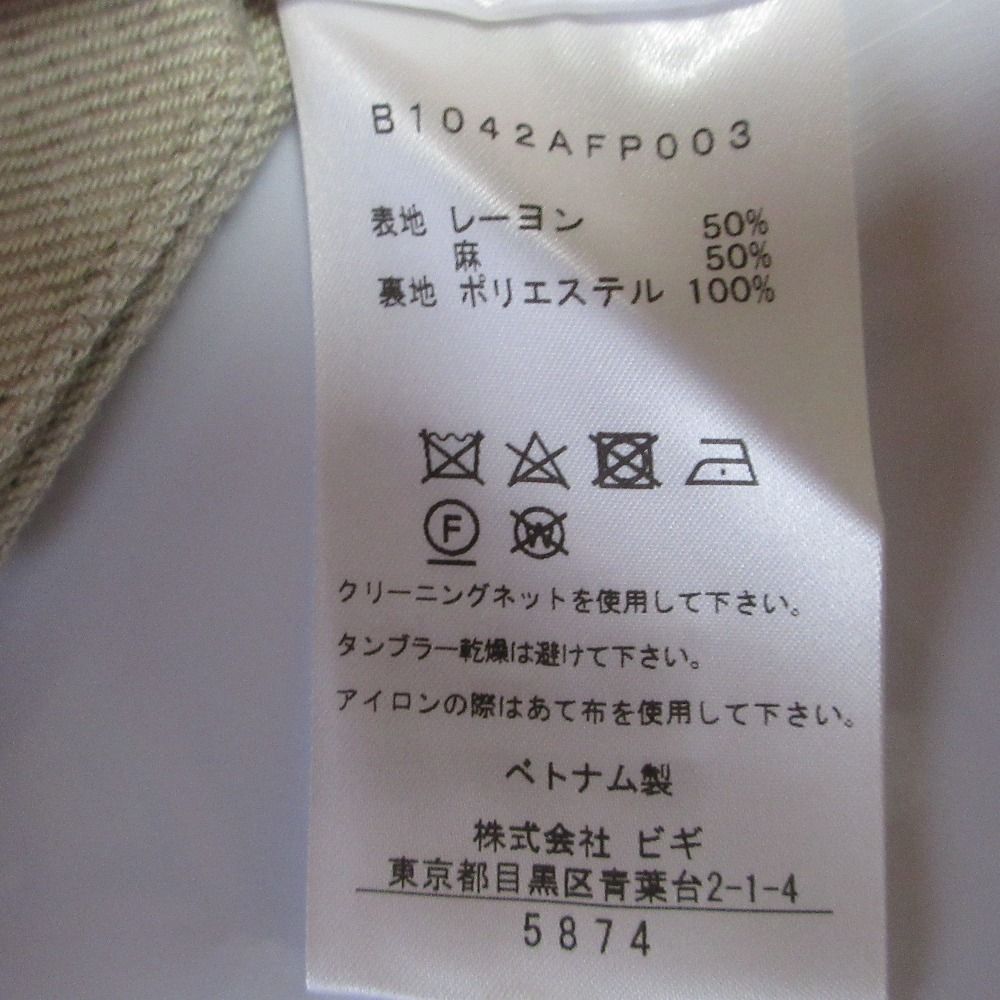 B1042AFP003
表地 レーヨン 50%
麻 50%
裏地 ポリエステル 100%
F W
クリーニングネットを使用して下さい。
タンブラー乾燥は避けて下さい。
アイロンの際はあて布を使用して下さい。
ベトナム製
株式会社 ビギ
東京都目黒区青葉台2-1-4
5874